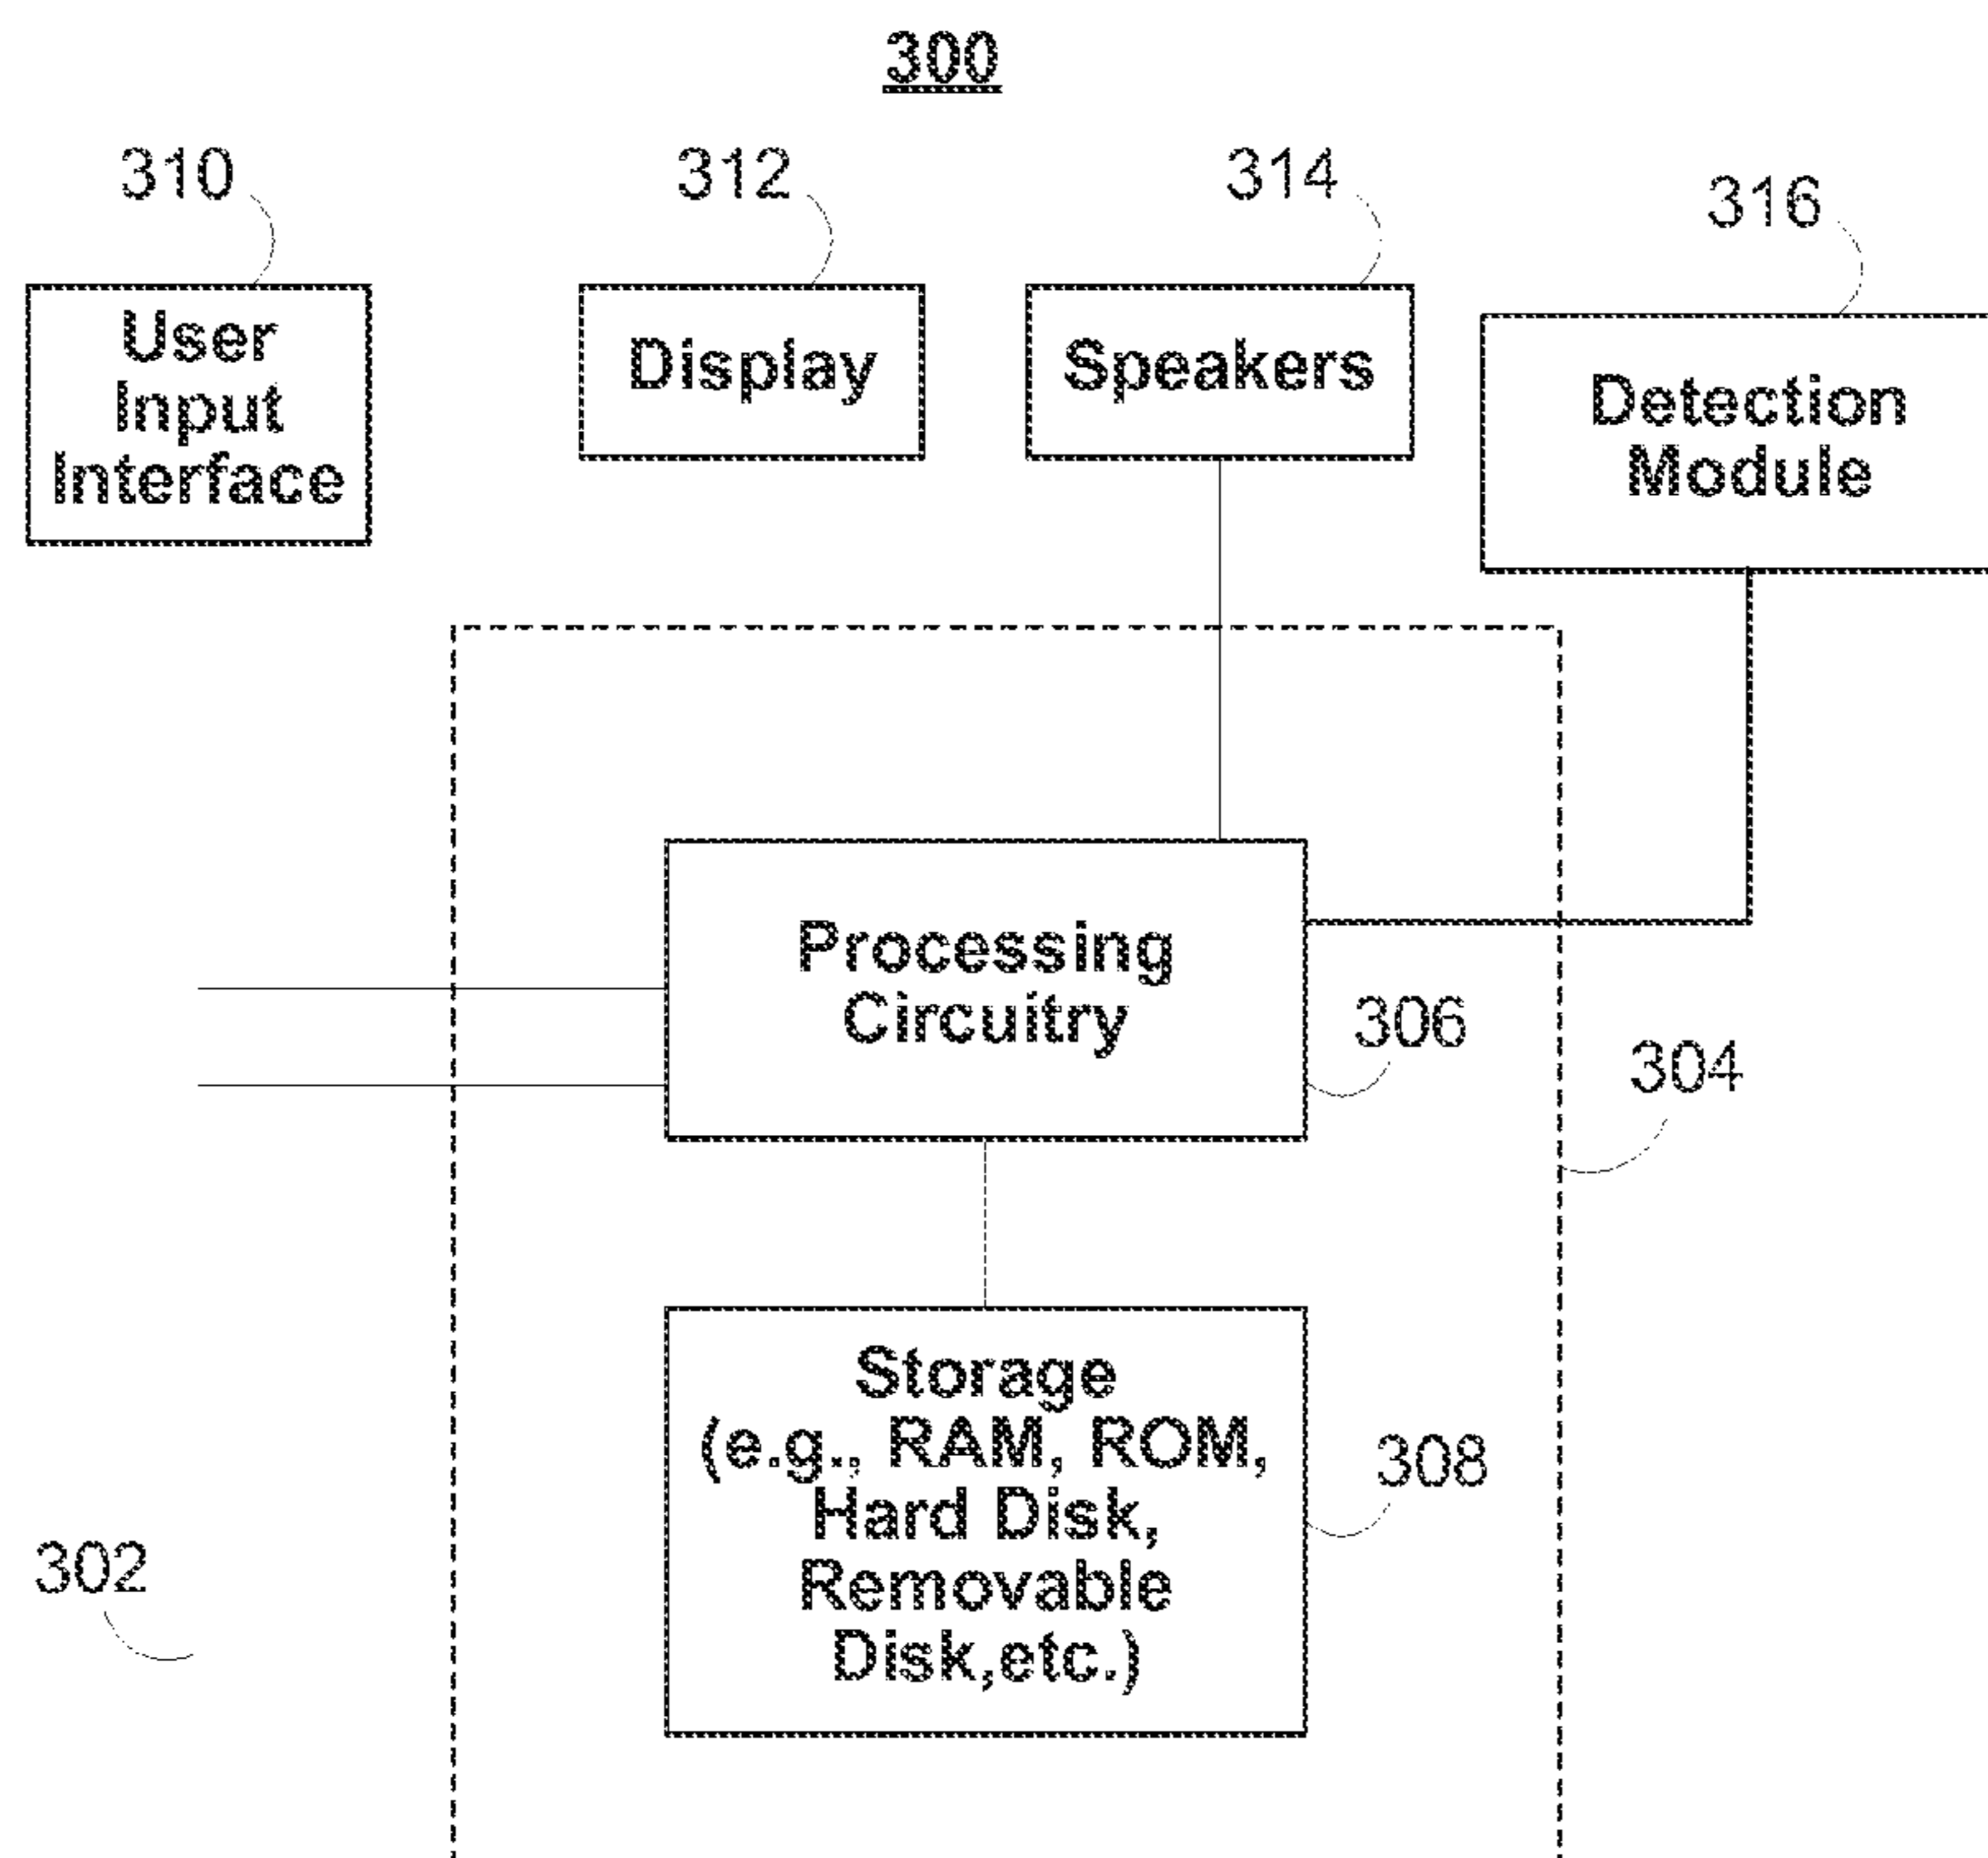 300
310
312
314
316
User
Input
Interface
Display
Speakers
Detection
Module
Processing
Circuitry
306
304
Storage
(e.g., RAM, ROM,
Hard Disk,
Removable
Disk,etc.)
308
302